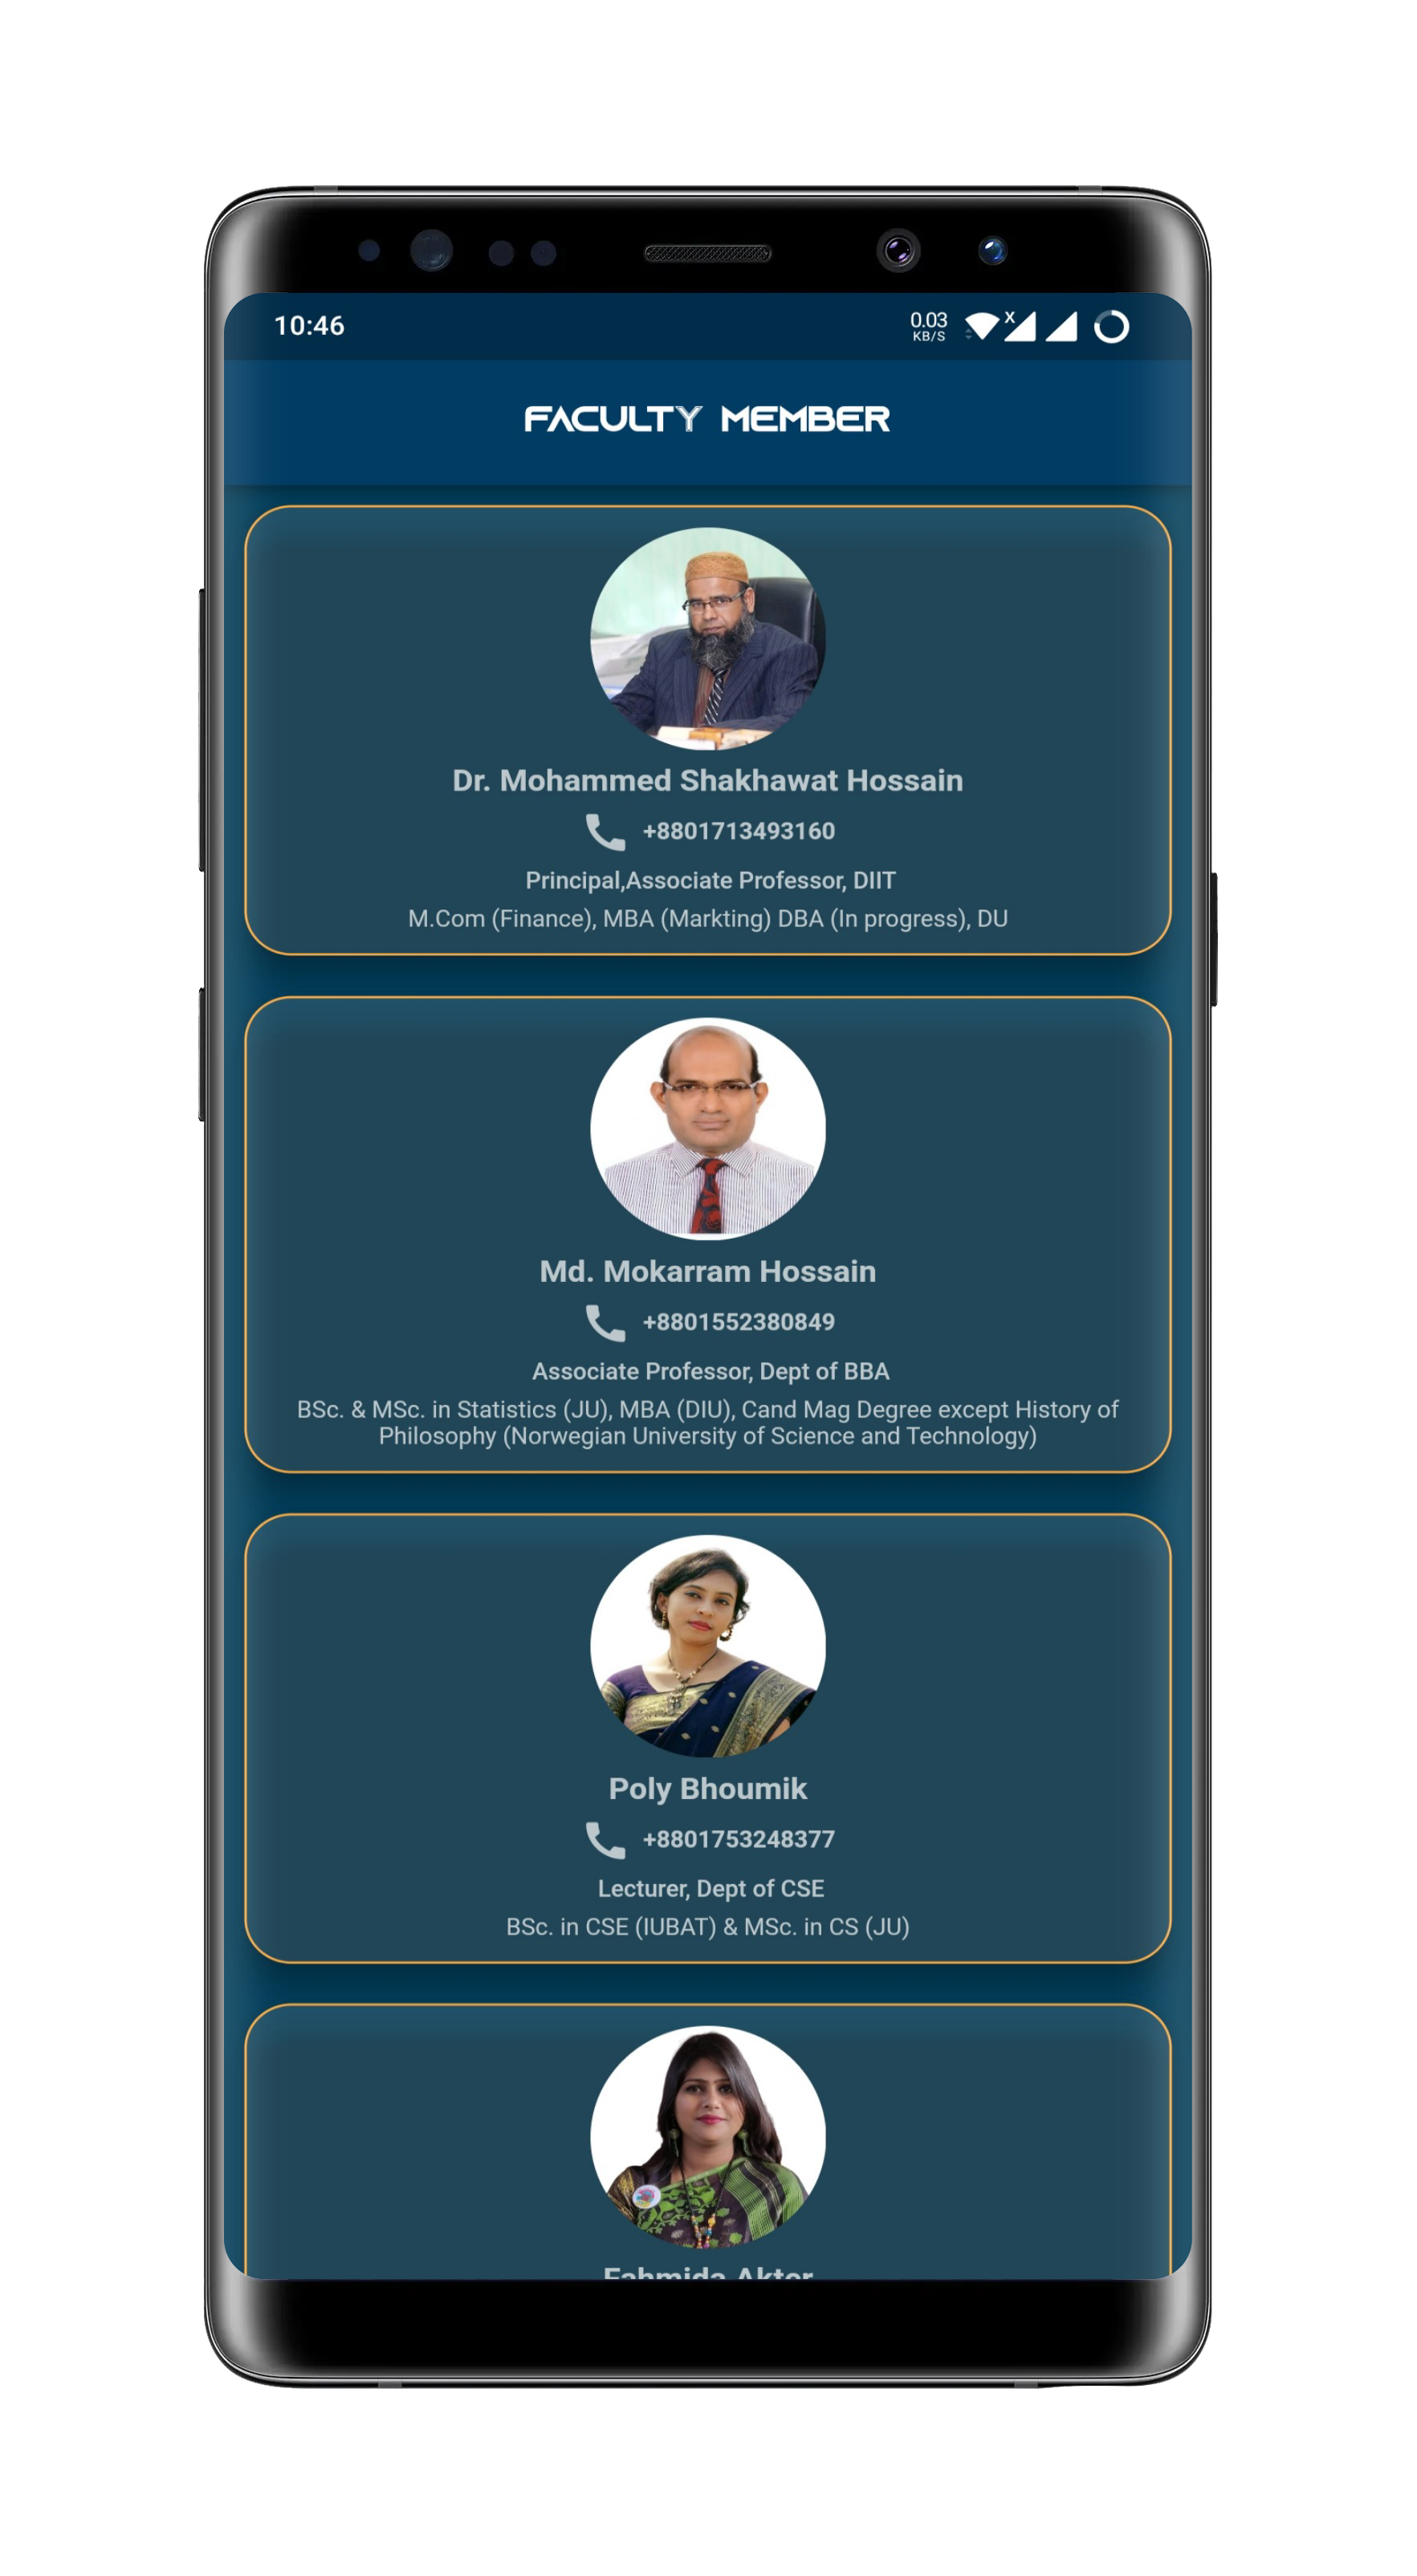 10:46
0.03
KB/S
X
FACULTY MEMBER
Dr. Mohammed Shakhawat Hossain
+8801713493160
Principal,Associate Professor, DIIT
M.Com (Finance), MBA (Markting) DBA (In progress), DU
Md. Mokarram Hossain
+8801552380849
Associate Professor, Dept of BBA
BSc. & MSc. in Statistics (JU), MBA (DIU), Cand Mag Degree except History of
Philosophy (Norwegian University of Science and Technology)
Poly Bhoumik
+8801753248377
Lecturer, Dept of CSE
BSc. in CSE (IUBAT) & MSc. in CS (JU)
Fahmida Akter